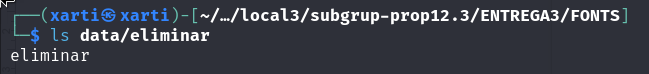 ┌──(xarti㉿xarti)-[~/…/local3/subgrup-prop12.3/ENTREGA3/FONTS]
└─$ ls data/eliminar
eliminar